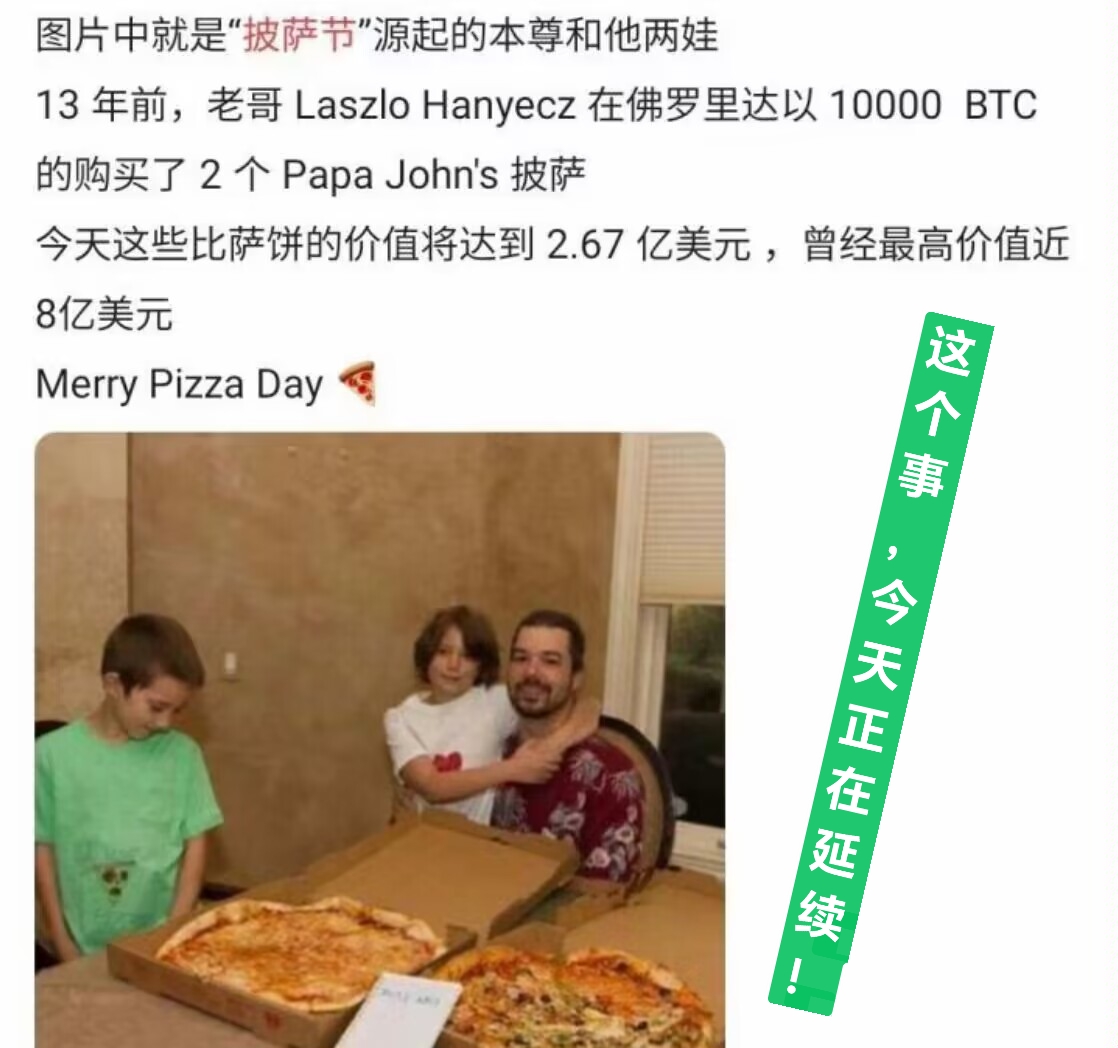 图片中就是“披萨节”源起的本尊和他两娃
13 年前，老哥 Laszlo Hanyecz 在佛罗里达以 10000 BTC
的购买了 2 个 Papa John's 披萨
今天这些比萨饼的价值将达到 2.67 亿美元 ，曾经最高价值近
8亿美元
Merry Pizza Day 🍕
这个事，今天正在延续！